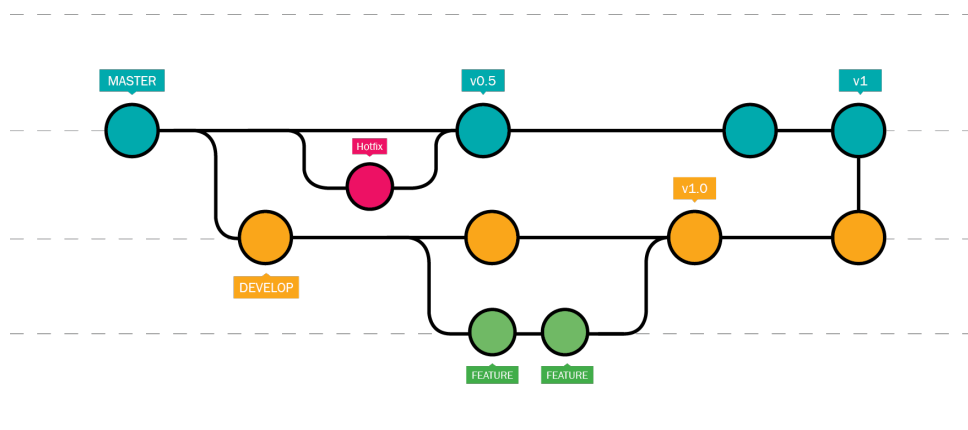 MASTER
v0.5
v1
Hotfix
v1.0
DEVELOP
FEATURE
FEATURE